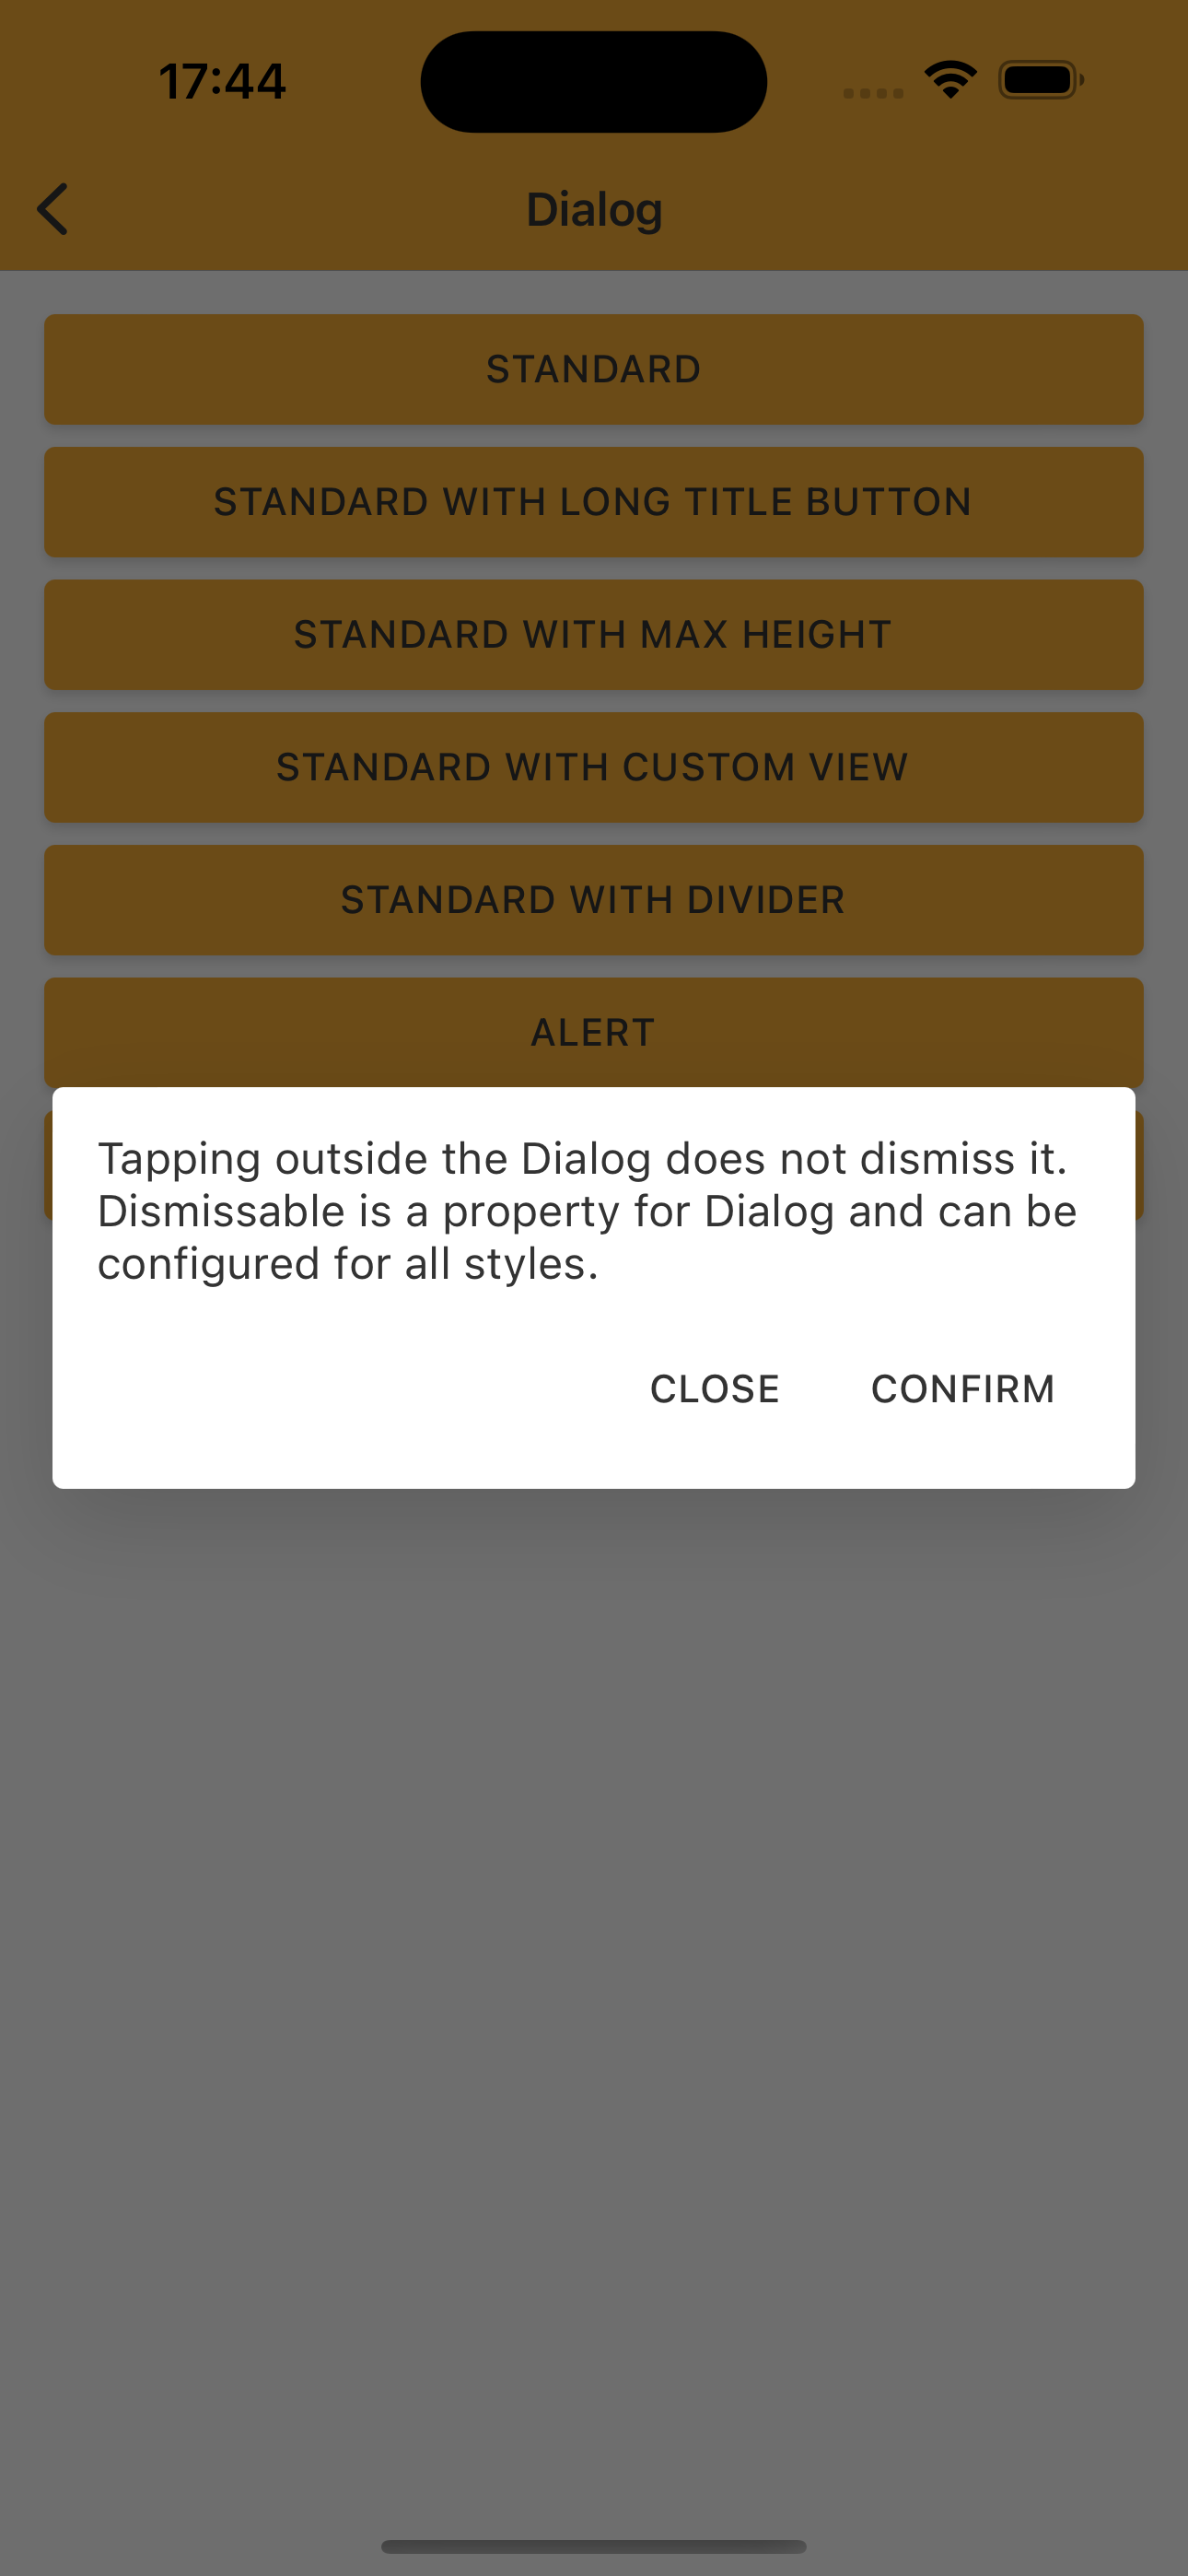 17:44
Dialog
STANDARD
STANDARD WITH LONG TITLE BUTTON
STANDARD WITH MAX HEIGHT
STANDARD WITH CUSTOM VIEW
STANDARD WITH DIVIDER
ALERT
Tapping outside the Dialog does not dismiss it.
Dismissable is a property for Dialog and can be
configured for all styles.
CLOSE CONFIRM